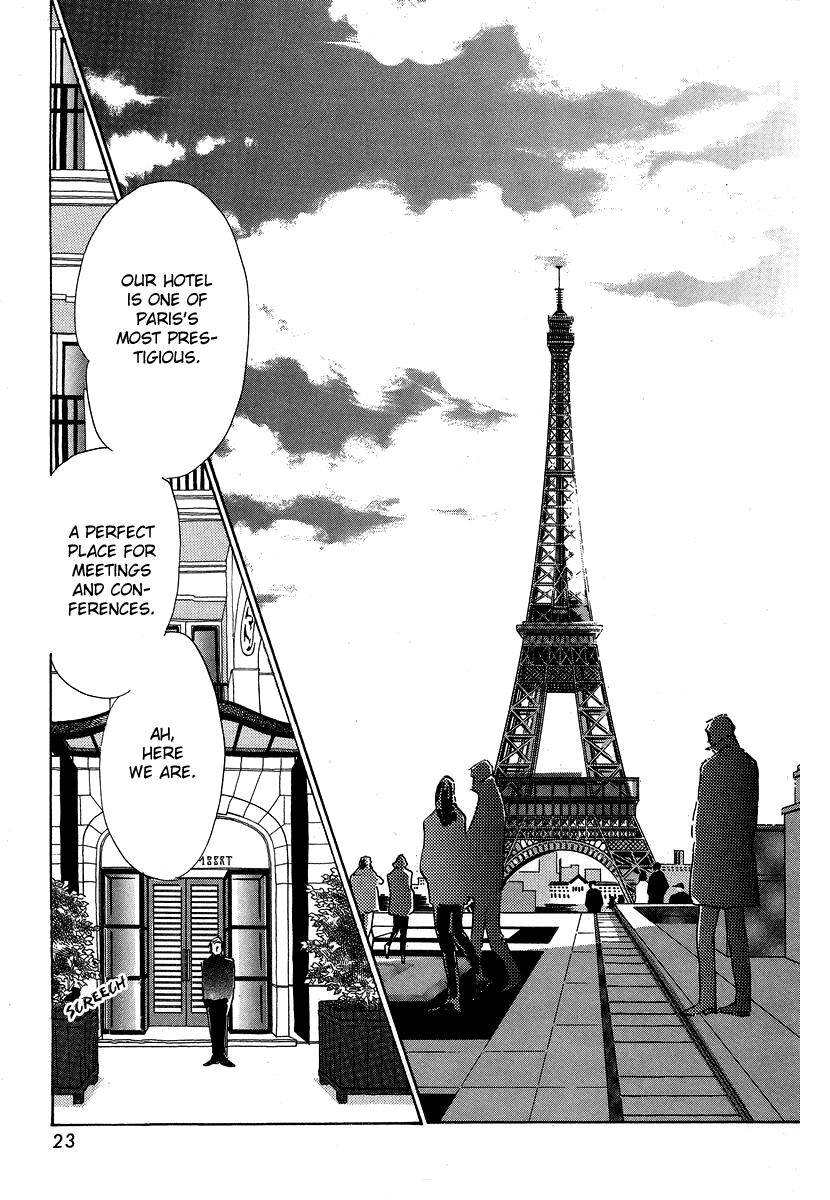 OUR HOTEL
IS ONE OF
PARIS'S
MOST PRES-
TIGIOUS.
A PERFECT
PLACE FOR
MEETINGS
AND CON-
FERENCES.
AH,
HERE
WE ARE.
SCREECH
23